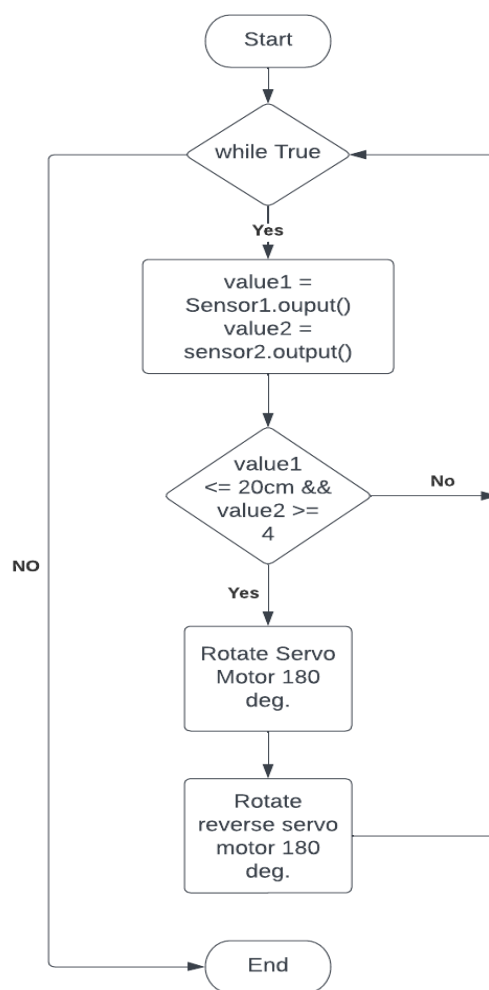 Start
while True
Yes
value1 =
Sensor1.ouput()
value2 =
sensor2.output()
value1
<= 20cm &&
value2 >=
4
No
NO
Yes
Rotate Servo
Motor 180
deg.
Rotate
reverse servo
motor 180
deg.
End